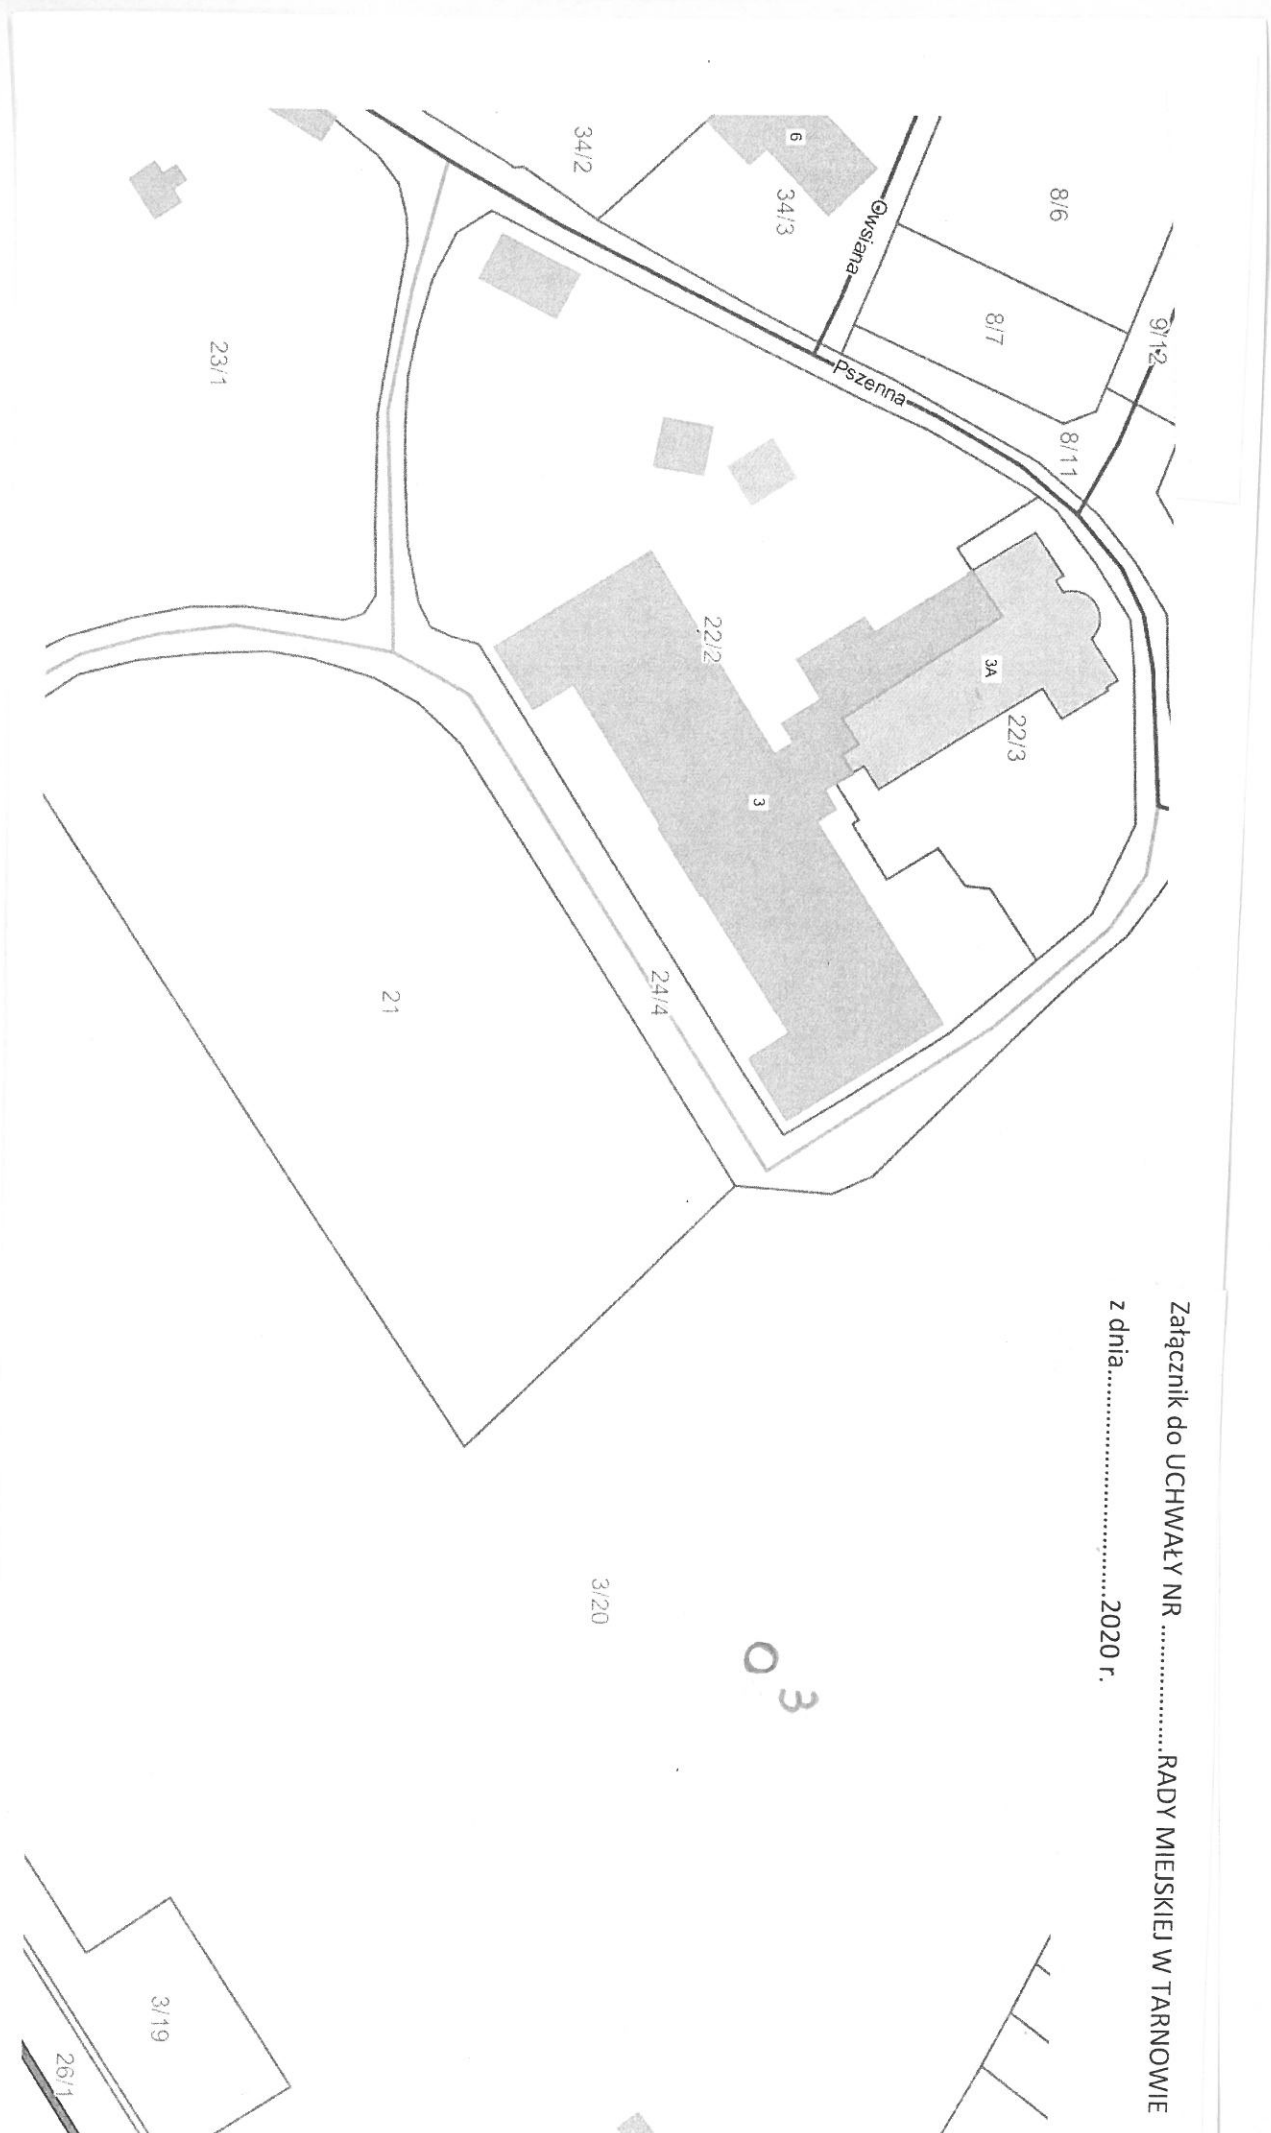 Załącznik do UCHWAŁY NR ................RADY MIEJSKIEJ W TARNOWIE
z dnia.............................2020 r.
9/12
8/6
8/7
8/11
Owsiana
Pszenna
6
34/3
34/2
3A
22/3
22/2
3
24/4
23/1
21
3/20
O 3
3/19
26/1